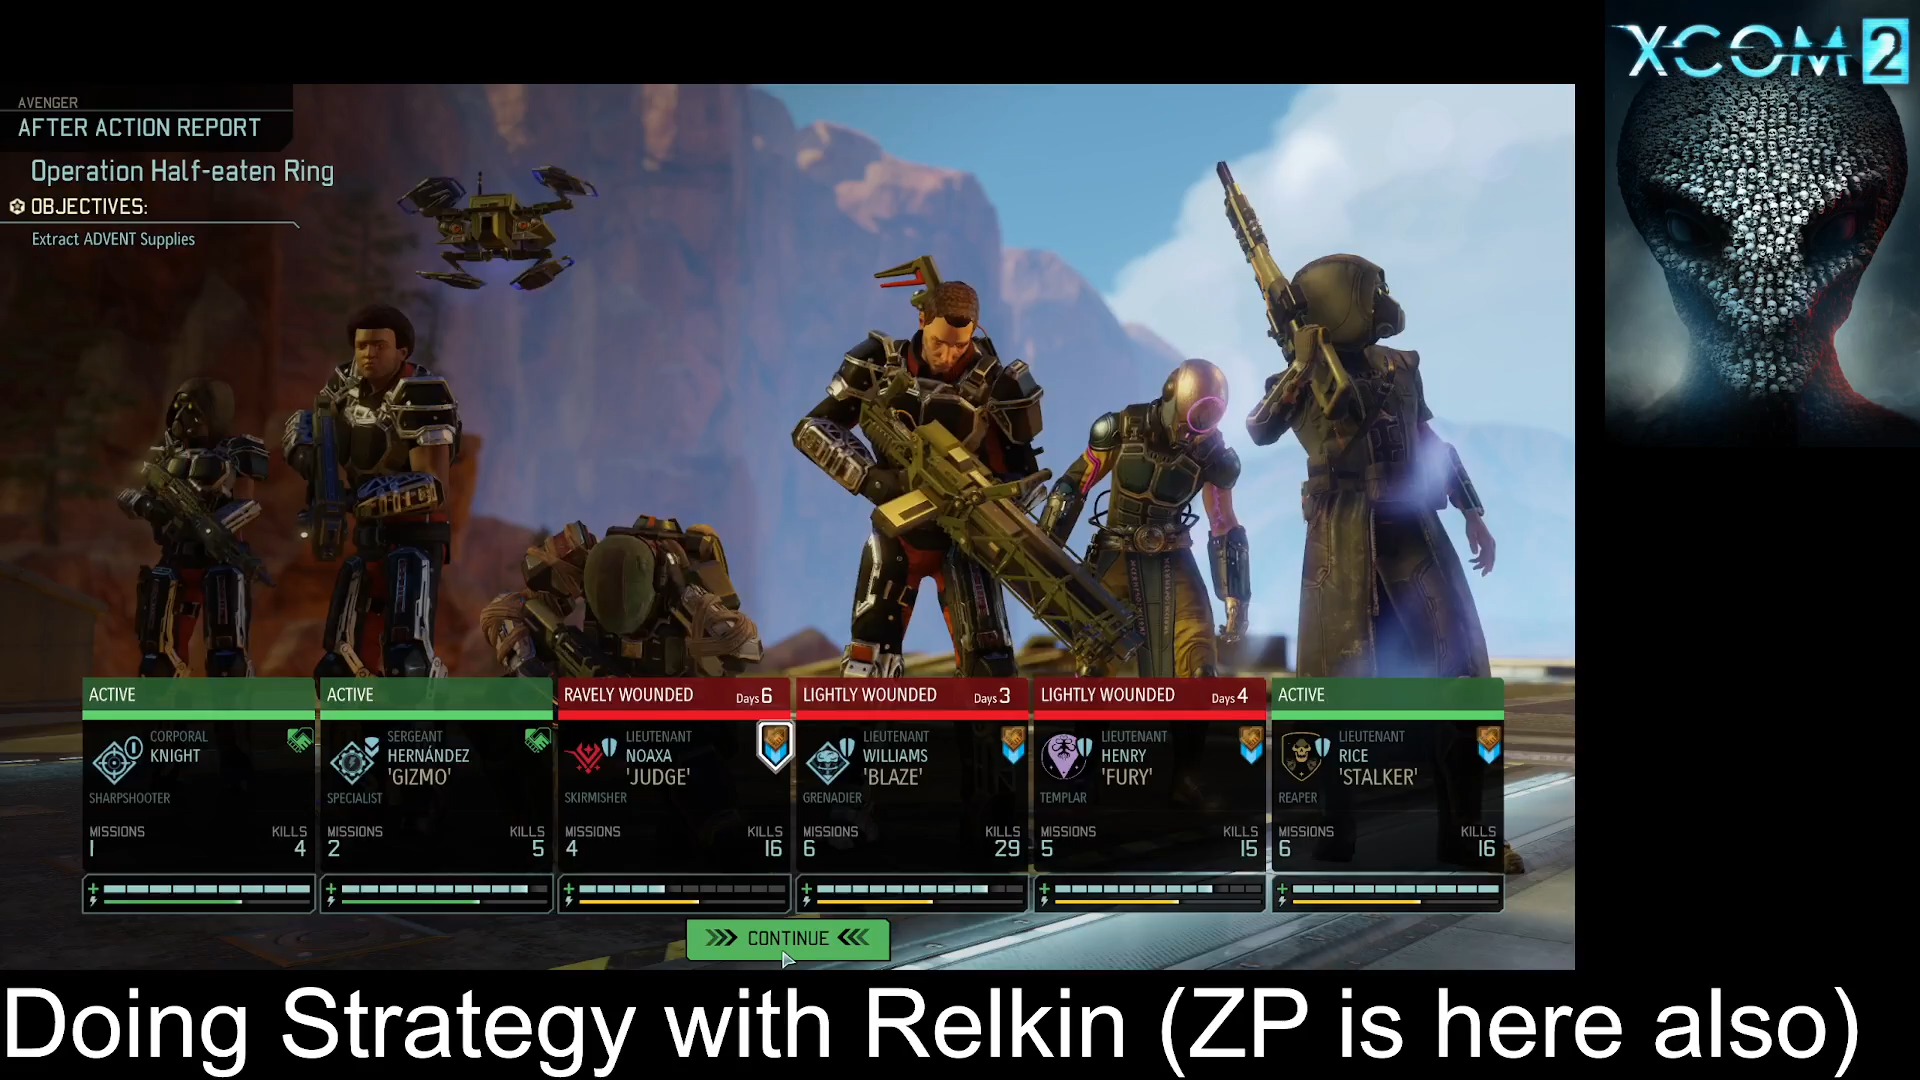 XCOM 2
AVENGER
AFTER ACTION REPORT
Operation Half-eaten Ring
OBJECTIVES:
Extract ADVENT Supplies
ACTIVE
CORPORAL
KNIGHT
SHARPSHOOTER
MISSIONS KILLS
1 4
ACTIVE
SERGEANT
HERNÁNDEZ
'GIZMO'
SPECIALIST
MISSIONS KILLS
2 5
RAVELY WOUNDED Days 6
LIEUTENANT
NOAXA
'JUDGE'
SKIRMISHER
MISSIONS KILLS
4 16
LIGHTLY WOUNDED Days 3
LIEUTENANT
WILLIAMS
'BLAZE'
GRENADIER
MISSIONS KILLS
6 29
LIGHTLY WOUNDED Days 4
LIEUTENANT
HENRY
'FURY'
TEMPLAR
MISSIONS KILLS
5 15
ACTIVE
LIEUTENANT
RICE
'STALKER'
REAPER
MISSIONS KILLS
6 16
CONTINUE
Doing Strategy with Relkin (ZP is here also)